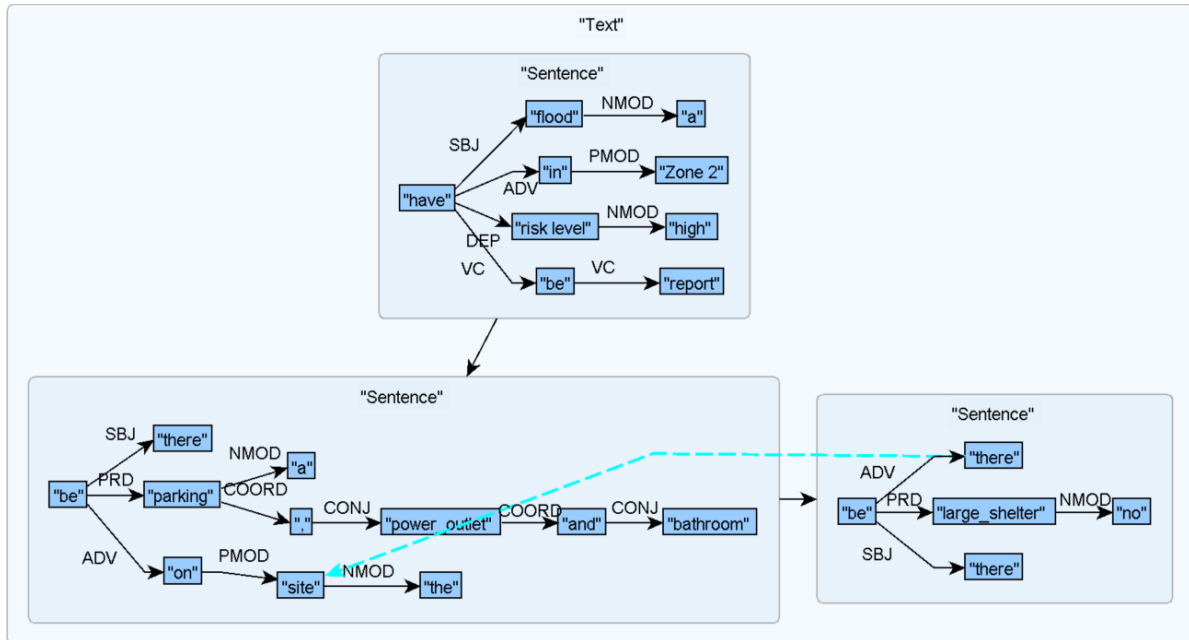 "Text"
"Sentence"
"flood" NMOD "a"
SBJ
"in" PMOD "Zone 2"
ADV
"have"
"risk level" NMOD "high"
DEP
VC "be" VC "report"
"Sentence"
SBJ "there"
NMOD "a"
"be" PRD "parking" COORD
"," CONJ "power_outlet" COORD "and" CONJ "bathroom"
ADV "on" PMOD "site" NMOD "the"
"Sentence"
ADV "there"
"be" PRD "large_shelter" NMOD "no"
SBJ "there"